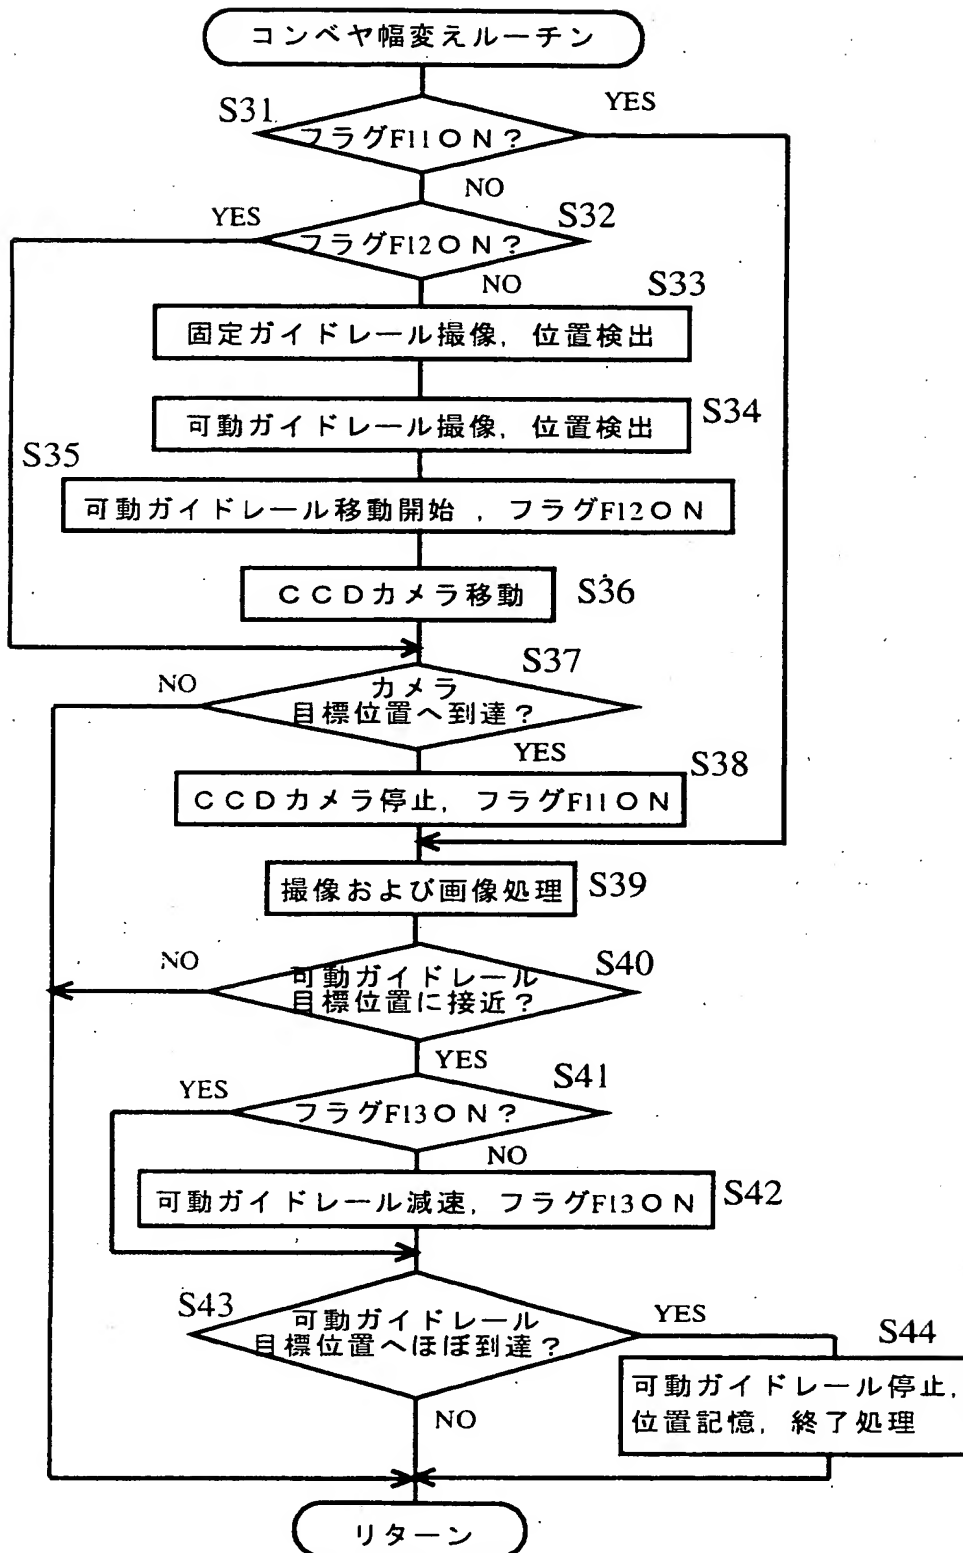 コンベヤ幅変えルーチン
S31
YES
フラグF11ON?
NO
YES
S32
フラグF12ON?
NO
S33
固定ガイドレール撮像, 位置検出
S34
可動ガイドレール撮像, 位置検出
S35
可動ガイドレール移動開始, フラグF12ON
CCDカメラ移動
S36
S37
NO
カメラ
目標位置へ到達?
YES
S38
CCDカメラ停止, フラグF11ON
撮像および画像処理
S39
NO
S40
可動ガイドレール
目標位置に接近?
YES
YES
S41
フラグF13ON?
NO
可動ガイドレール減速, フラグF13ON
S42
S43
可動ガイドレール
目標位置へほぼ到達?
YES
S44
可動ガイドレール停止,
位置記憶, 終了処理
NO
リターン